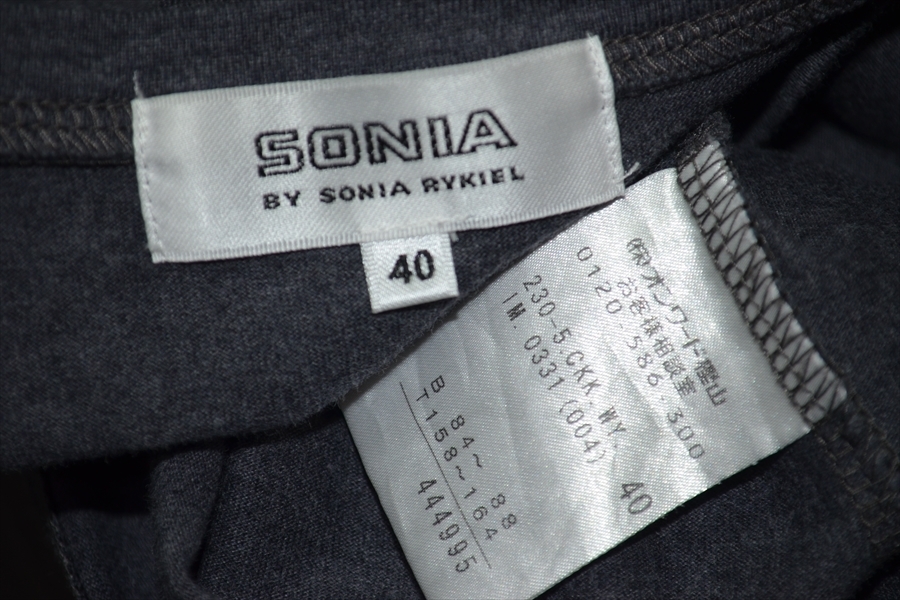 SONIA
BY SONIA RYKIEL
40
㈱オンワード樫山
お客様相談室
0120-586-300
230-5.CKK WY.
IM.0331 (004)
40
B 84~ 88
T158~164
444995